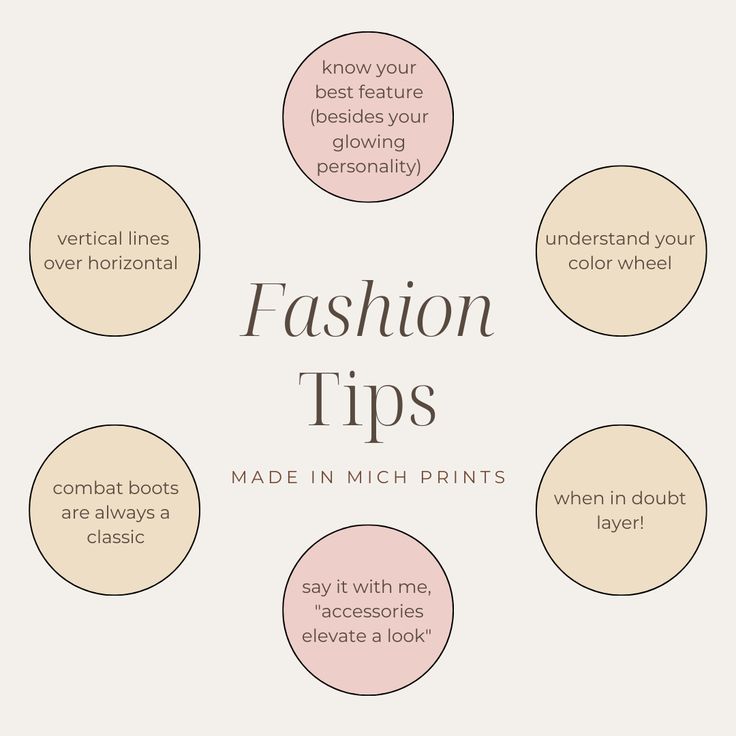 know your
best feature
(besides your
glowing
personality)
vertical lines
over horizontal
understand your
color wheel
Fashion
Tips
MADE IN MICH PRINTS
combat boots
are always a
classic
when in doubt
layer!
say it with me,
"accessories
elevate a look"